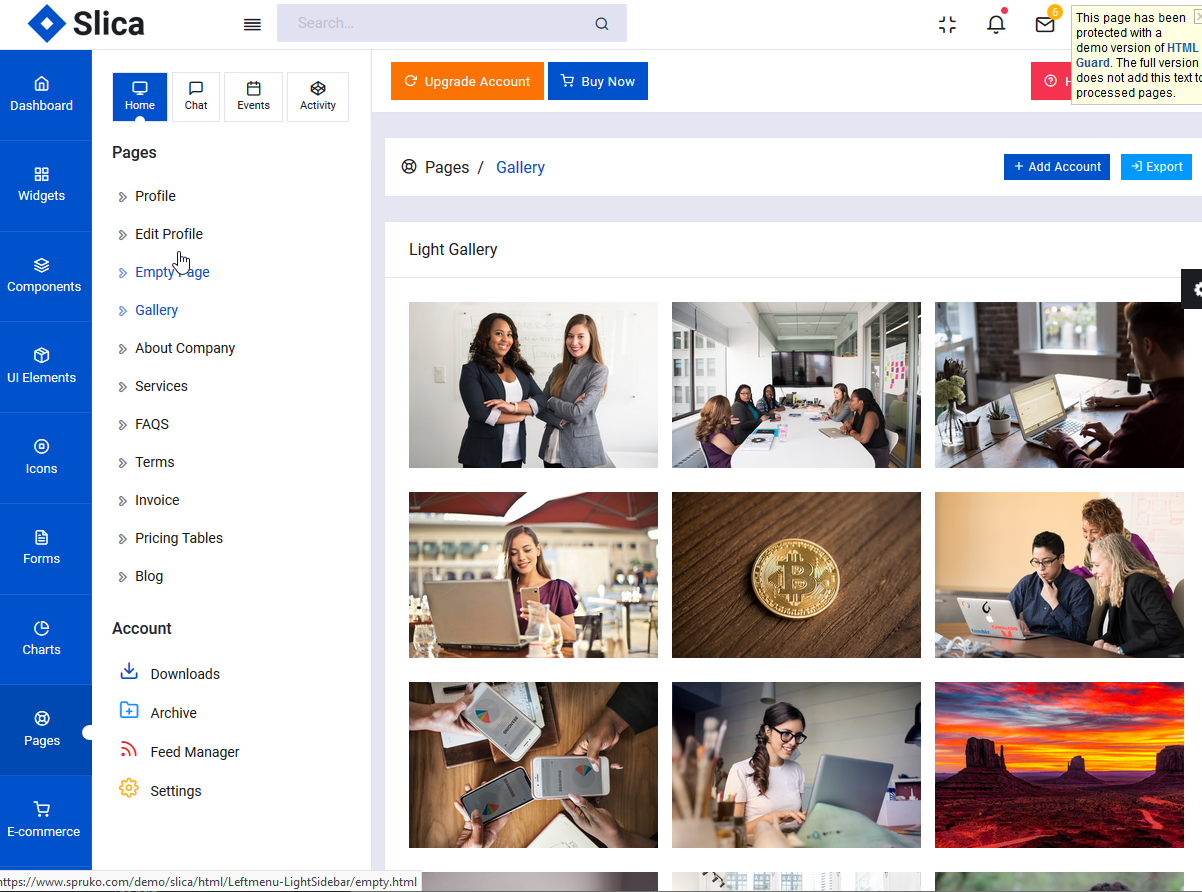 Slica
Search...
6
This page has been
protected with a
demo version of HTML
Guard. The full version
does not add this text to
processed pages.
Dashboard
Widgets
Components
UI Elements
Icons
Forms
Charts
Pages
E-commerce
Home
Chat
Events
Activity
Pages
Profile
Edit Profile
Empty Page
Gallery
About Company
Services
FAQS
Terms
Invoice
Pricing Tables
Blog
Account
Downloads
Archive
Feed Manager
Settings
Upgrade Account
Buy Now
H
Pages / Gallery
+ Add Account
Export
Light Gallery
https://www.spruko.com/demo/slica/html/Leftmenu-LightSidebar/empty.html